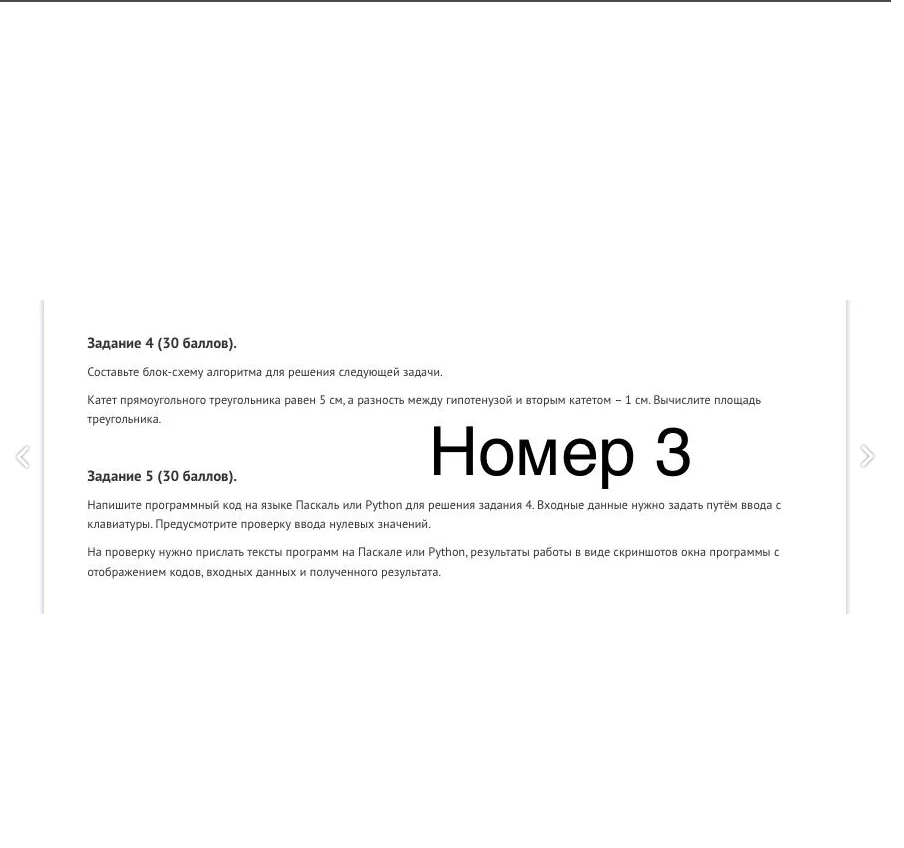 Задание 4 (30 баллов).
Составьте блок-схему алгоритма для решения следующей задачи.
Катет прямоугольного треугольника равен 5 см, а разность между гипотенузой и вторым катетом – 1 см. Вычислите площадь
треугольника.
Номер 3
Задание 5 (30 баллов).
Напишите программный код на языке Паскаль или Python для решения задания 4. Входные данные нужно задать путём ввода с
клавиатуры. Предусмотрите проверку ввода нулевых значений.
На проверку нужно прислать тексты программ на Паскале или Python, результаты работы в виде скриншотов окна программы с
отображением кодов, входных данных и полученного результата.